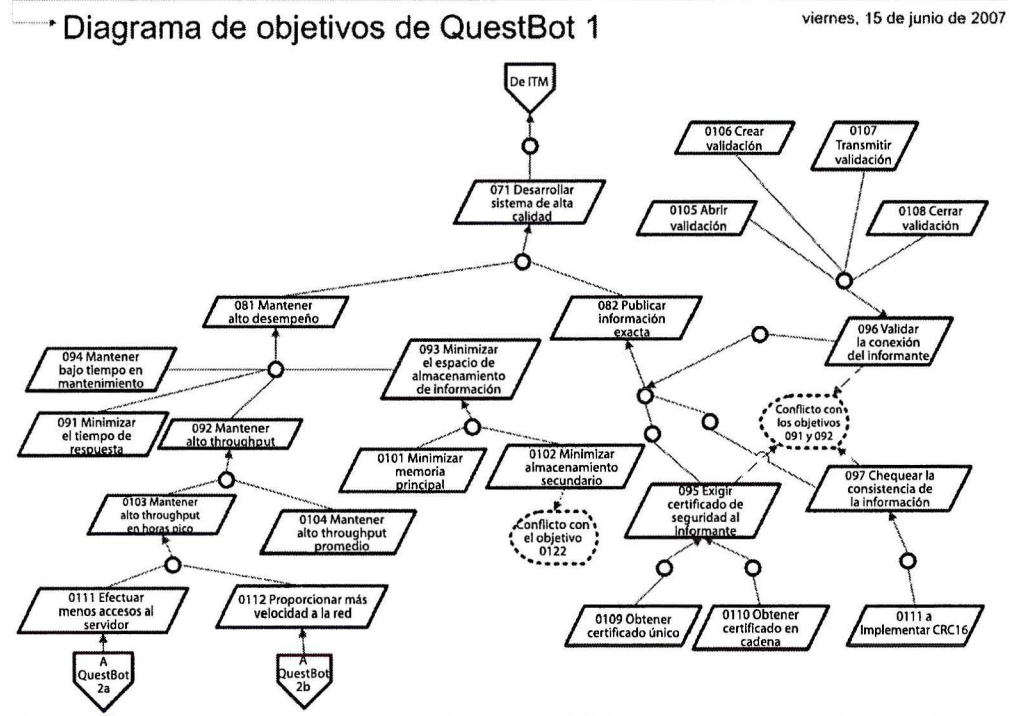 Diagrama de objetivos de QuestBot 1
viernes, 15 de junio de 2007
De ITM
071 Desarrollar
sistema de alta
calidad
0106 Crear
validación
0107
Transmitir
validación
0105 Abrir
validación
0108 Cerrar
validación
081 Mantener
alto desempeño
082 Publicar
información
exacta
096 Validar
la conexión
del informante
094 Mantener
bajo tiempo en
mantenimiento
093 Minimizar
el espacio de
almacenamiento
de información
091 Minimizar
el tiempo de
respuesta
092 Mantener
alto throughput
Conflicto con
los objetivos
091 y 092
0101 Minimizar
memoria
principal
0102 Minimizar
almacenamiento
secundario
095 Exigir
certificado de
seguridad al
Informante
097 Chequear la
consistencia de
la información
0103 Mantener
alto throughput
en horas pico
0104 Mantener
alto throughput
promedio
Conflicto con
el objetivo
0122
0111 Efectuar
menos accesos al
servidor
0112 Proporcionar más
velocidad a la red
0109 Obtener
certificado único
0110 Obtener
certificado en
cadena
0111 a
Implementar CRC16
A
QuestBot
2a
A
QuestBot
2b